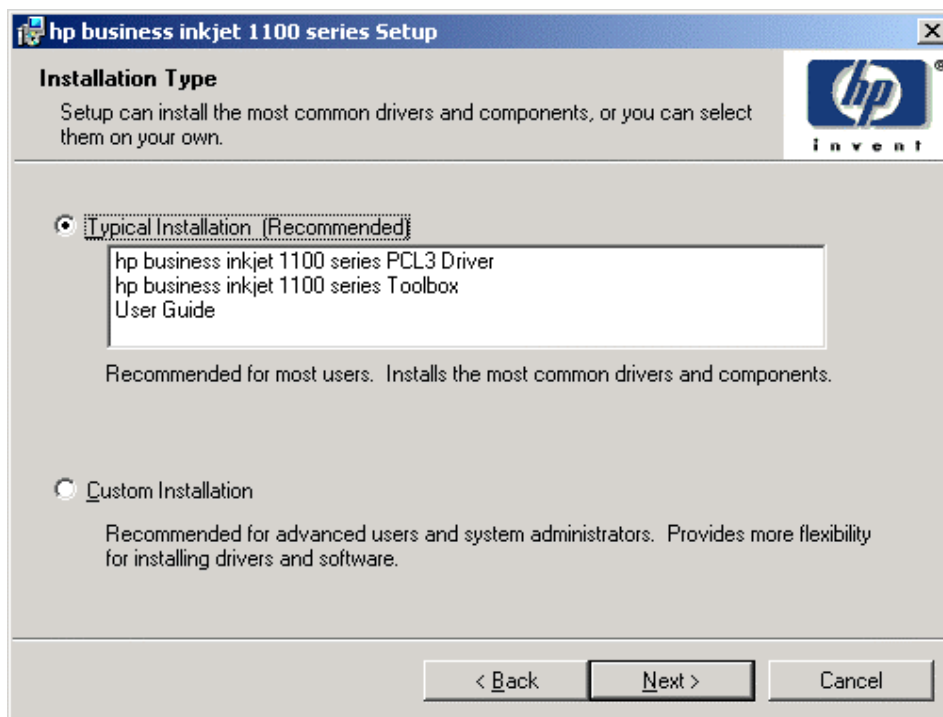 hp business inkjet 1100 series Setup
Installation Type
Setup can install the most common drivers and components, or you can select
them on your own.
hp
®
invent
Typical Installation (Recommended)
hp business inkjet 1100 series PCL3 Driver
hp business inkjet 1100 series Toolbox
User Guide
Recommended for most users. Installs the most common drivers and components.
Custom Installation
Recommended for advanced users and system administrators. Provides more flexibility
for installing drivers and software.
< Back
Next >
Cancel